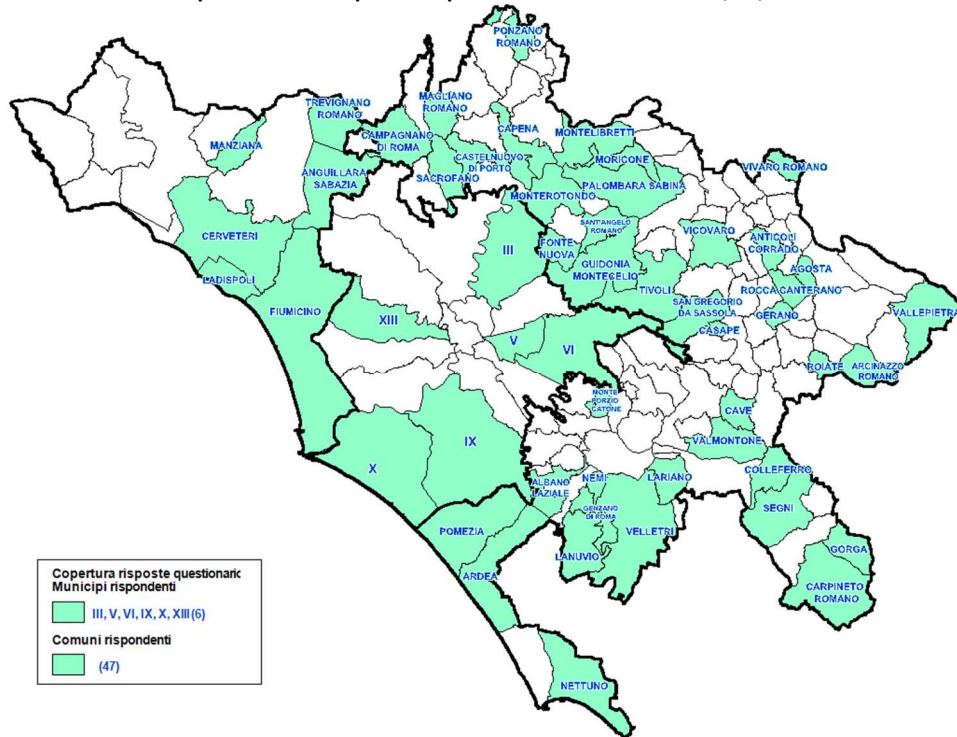 PONZANO
ROMANO
TREVIGNANO
ROMANO
MAGLIANO
ROMANO
CAMPAGNANO
DI ROMA
CAPENA
MONTELIBRETTI
MANZIANA
CASTELNUOVO
DI PORTO
MORICONE
VIVARO ROMANO
ANGUILLARA
SABAZIA
SACROFANO
MONTEROTONDO
PALOMBARA SABINA
SANT'ANGELO
ROMANO
VICOVARO
ANTICOLI
CORRADO
CERVETERI
III
FONTE
NUOVA
GUIDONIA
MONTECELIO
AGOSTA
LADISPOLI
TIVOLI
ROCCA CANTERANO
SAN GREGORIO
DA SASSOLA
GERANO
VALLEPIETRA
FIUMICINO
XIII
CASAPE
V
VI
ROIATE
ARCINAZZO
ROMANO
MONTE
PORZIO
CATONE
CAVE
VALMONTONE
IX
X
COLLEFERRO
ALBANO
LAZIALE
NEMI
LARIANO
GENZANO
DI ROMA
SEGNI
POMEZIA
VELLETRI
LANUVIO
GORGA
ARDEA
CARPINETO
ROMANO
NETTUNO
Copertura risposte questionaric
Municipi rispondenti
III, V, VI, IX, X, XIII(6)
Comuni rispondenti
(47)